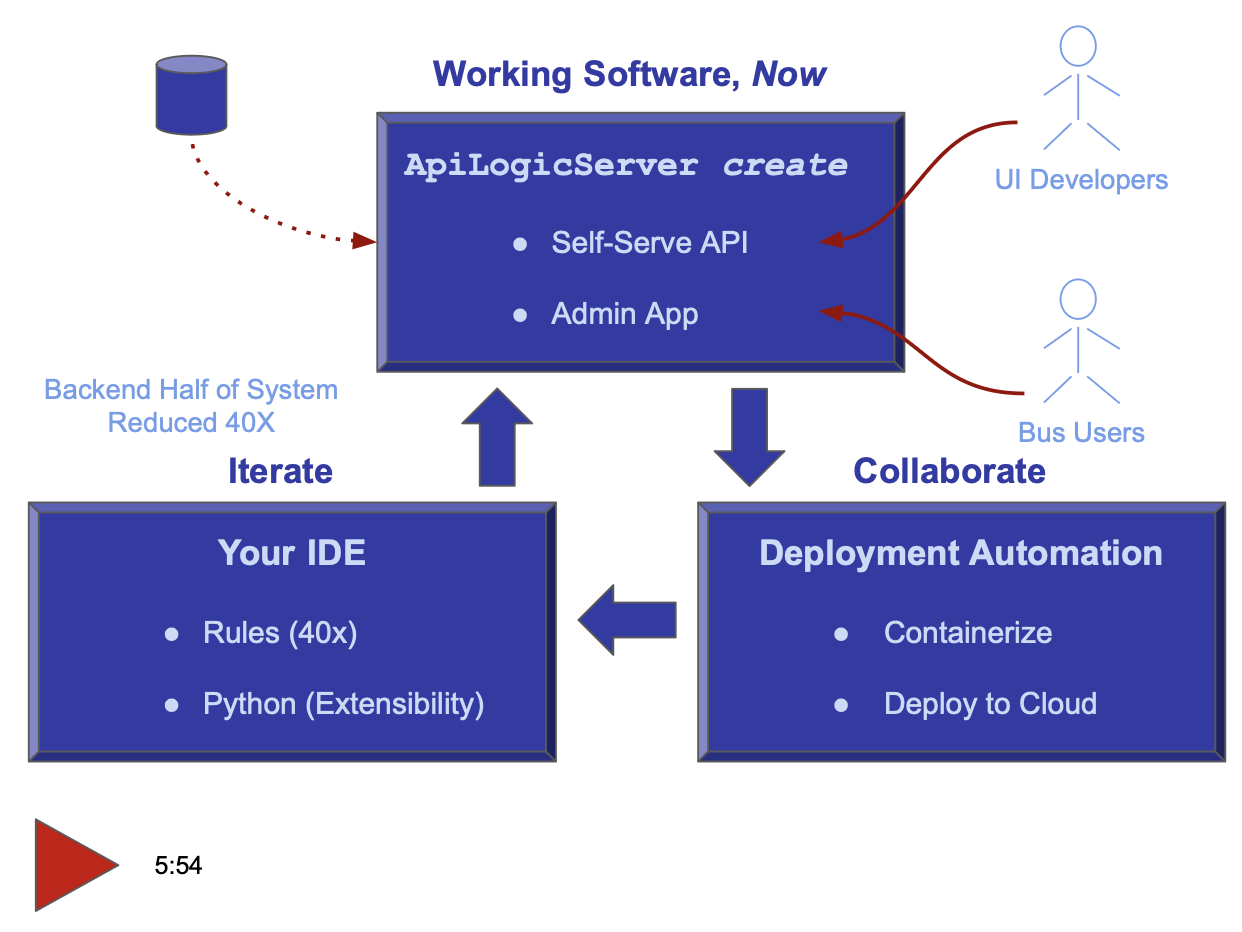 Working Software, Now
ApiLogicServer create
● Self-Serve API
● Admin App
UI Developers
Bus Users
Backend Half of System
Reduced 40X
Iterate
Your IDE
● Rules (40x)
● Python (Extensibility)
Collaborate
Deployment Automation
● Containerize
● Deploy to Cloud
5:54